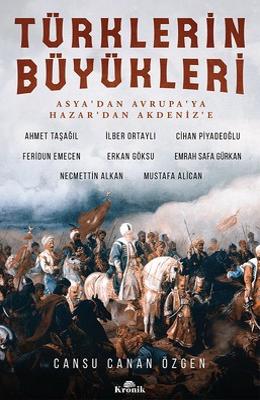 TÜRKLERİN
BÜYÜKLERİ
ASYA'DAN AVRUPA'YA
HAZAR'DAN AKDENİZ'E
AHMET TAŞAĞIL İLBER ORTAYLI CİHAN PİYADEOĞLU
FERİDUN EMECEN ERKAN GÖKSU EMRAH SAFA GÜRKAN
NECMETTİN ALKAN MUSTAFA ALİCAN
CANSU CANAN ÖZGEN
Kronik